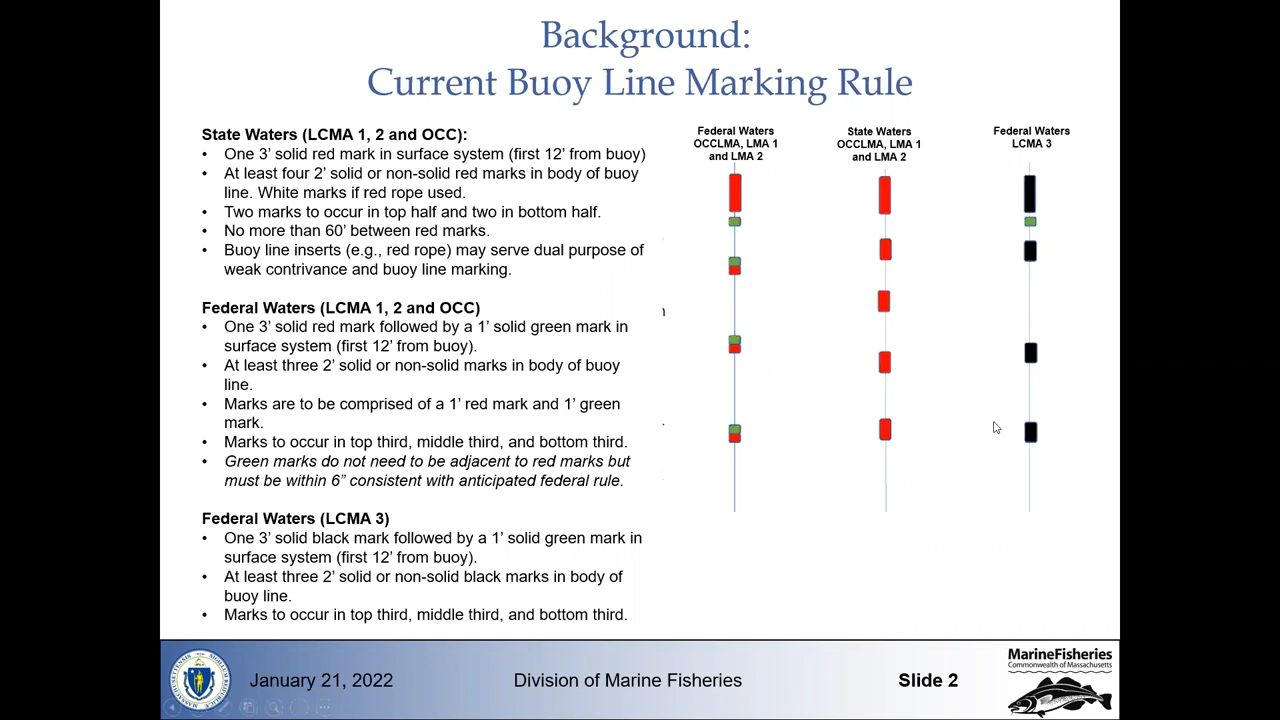 Background:
Current Buoy Line Marking Rule
State Waters (LCMA 1, 2 and OCC):
• One 3’ solid red mark in surface system (first 12’ from buoy)
• At least four 2’ solid or non-solid red marks in body of buoy
line. White marks if red rope used.
• Two marks to occur in top half and two in bottom half.
• No more than 60’ between red marks.
• Buoy line inserts (e.g., red rope) may serve dual purpose of
weak contrivance and buoy line marking.
Federal Waters (LCMA 1, 2 and OCC)
• One 3’ solid red mark followed by a 1’ solid green mark in
surface system (first 12’ from buoy).
• At least three 2’ solid or non-solid marks in body of buoy
line.
• Marks are to be comprised of a 1’ red mark and 1’ green
mark.
• Marks to occur in top third, middle third, and bottom third.
• Green marks do not need to be adjacent to red marks but
must be within 6” consistent with anticipated federal rule.
Federal Waters (LCMA 3)
• One 3’ solid black mark followed by a 1’ solid green mark in
surface system (first 12’ from buoy).
• At least three 2’ solid or non-solid black marks in body of
buoy line.
• Marks to occur in top third, middle third, and bottom third.
Federal Waters
OCCLMA, LMA 1
and LMA 2
State Waters
OCCLMA, LMA 1
and LMA 2
Federal Waters
LCMA 3
January 21, 2022
Division of Marine Fisheries
Slide 2
MarineFisheries
Commonwealth of Massachusetts